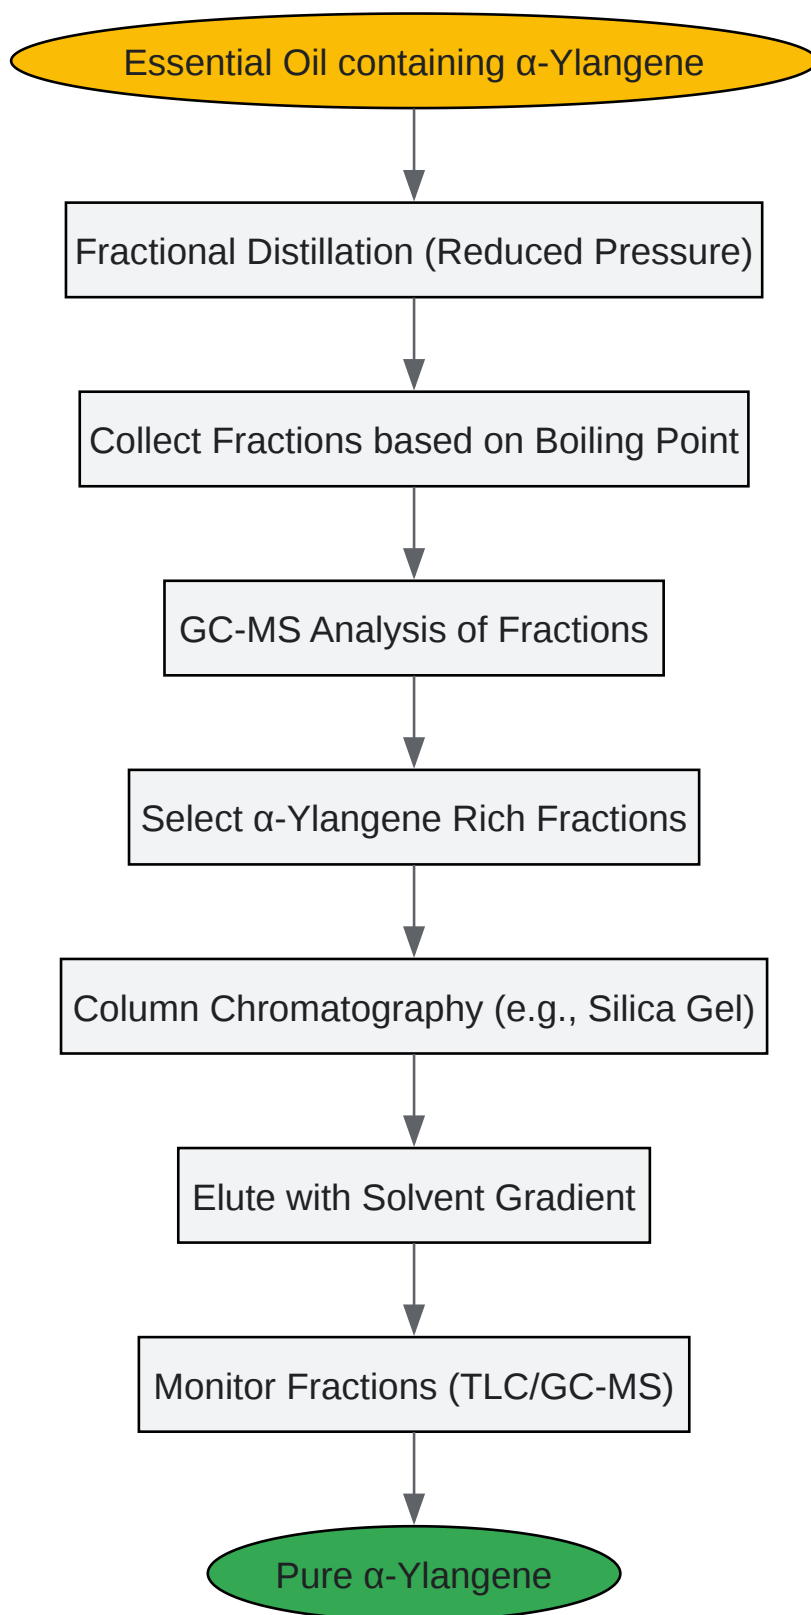 Essential Oil containing α-Ylangene
Fractional Distillation (Reduced Pressure)
Collect Fractions based on Boiling Point
GC-MS Analysis of Fractions
Select α-Ylangene Rich Fractions
Column Chromatography (e.g., Silica Gel)
Elute with Solvent Gradient
Monitor Fractions (TLC/GC-MS)
Pure α-Ylangene